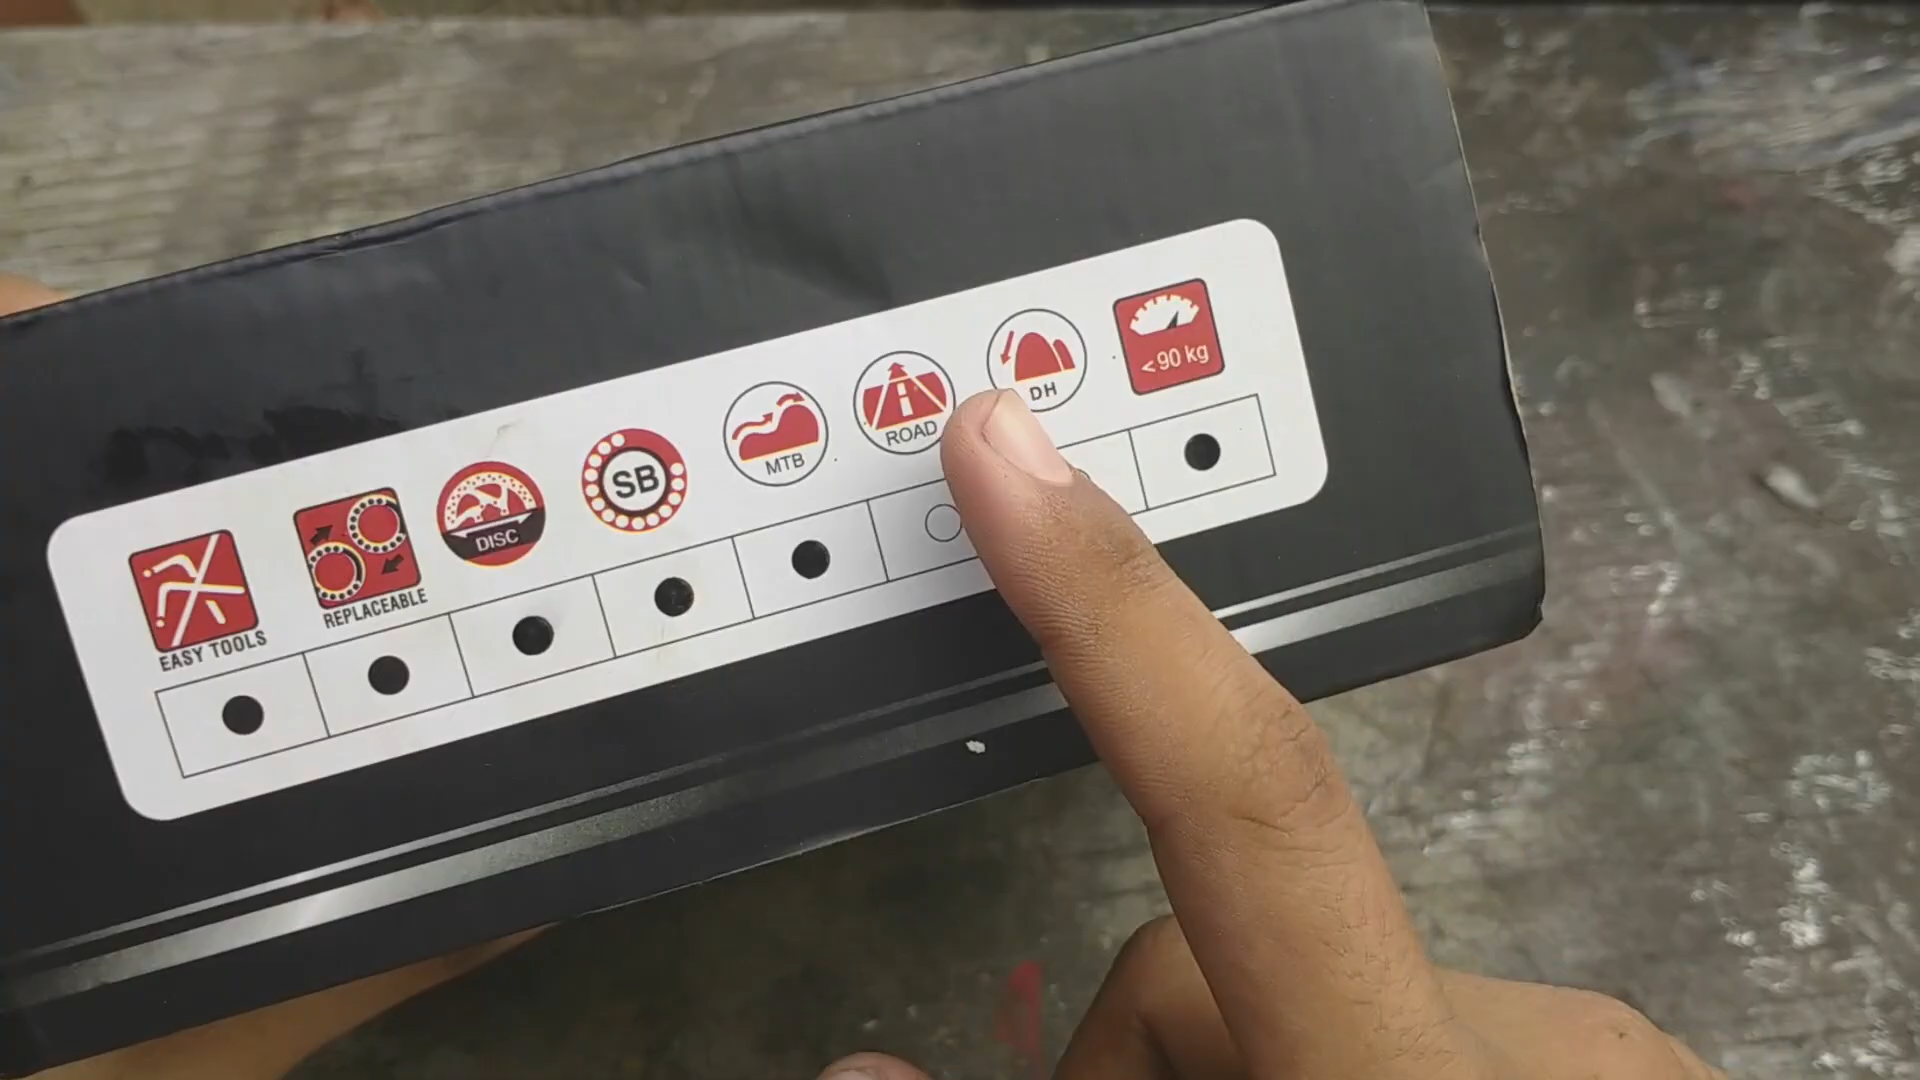 EASY TOOLS
REPLACEABLE
DISC
SB
MTB
ROAD
DH
<90 kg